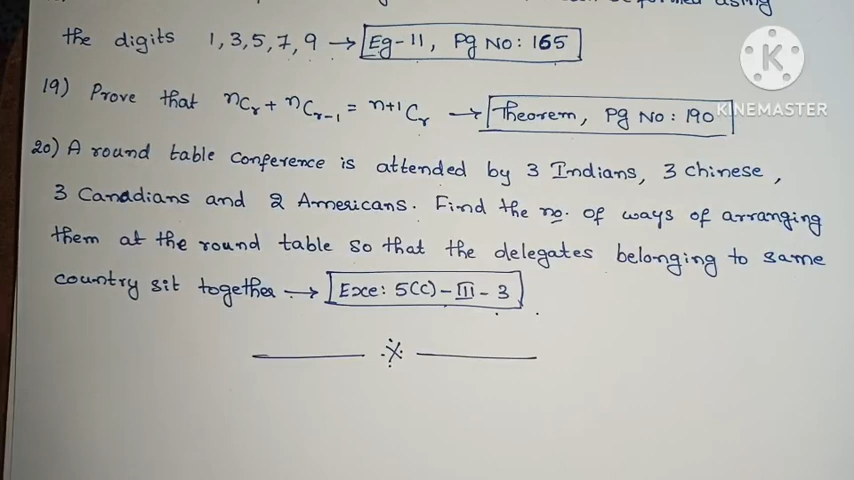 using
the digits 1, 3, 5, 7, 9 → Eg-11, Pg No: 165
19) Prove that nCr + nCr-1 = n+1Cr → Theorem, Pg No: 190
KINEMASTER
20) A round table conference is attended by 3 Indians, 3 chinese,
3 Canadians and 2 Americans. Find the no. of ways of arranging
them at the round table so that the delegates belonging to same
country sit together → Exe: 5(c)-III-3